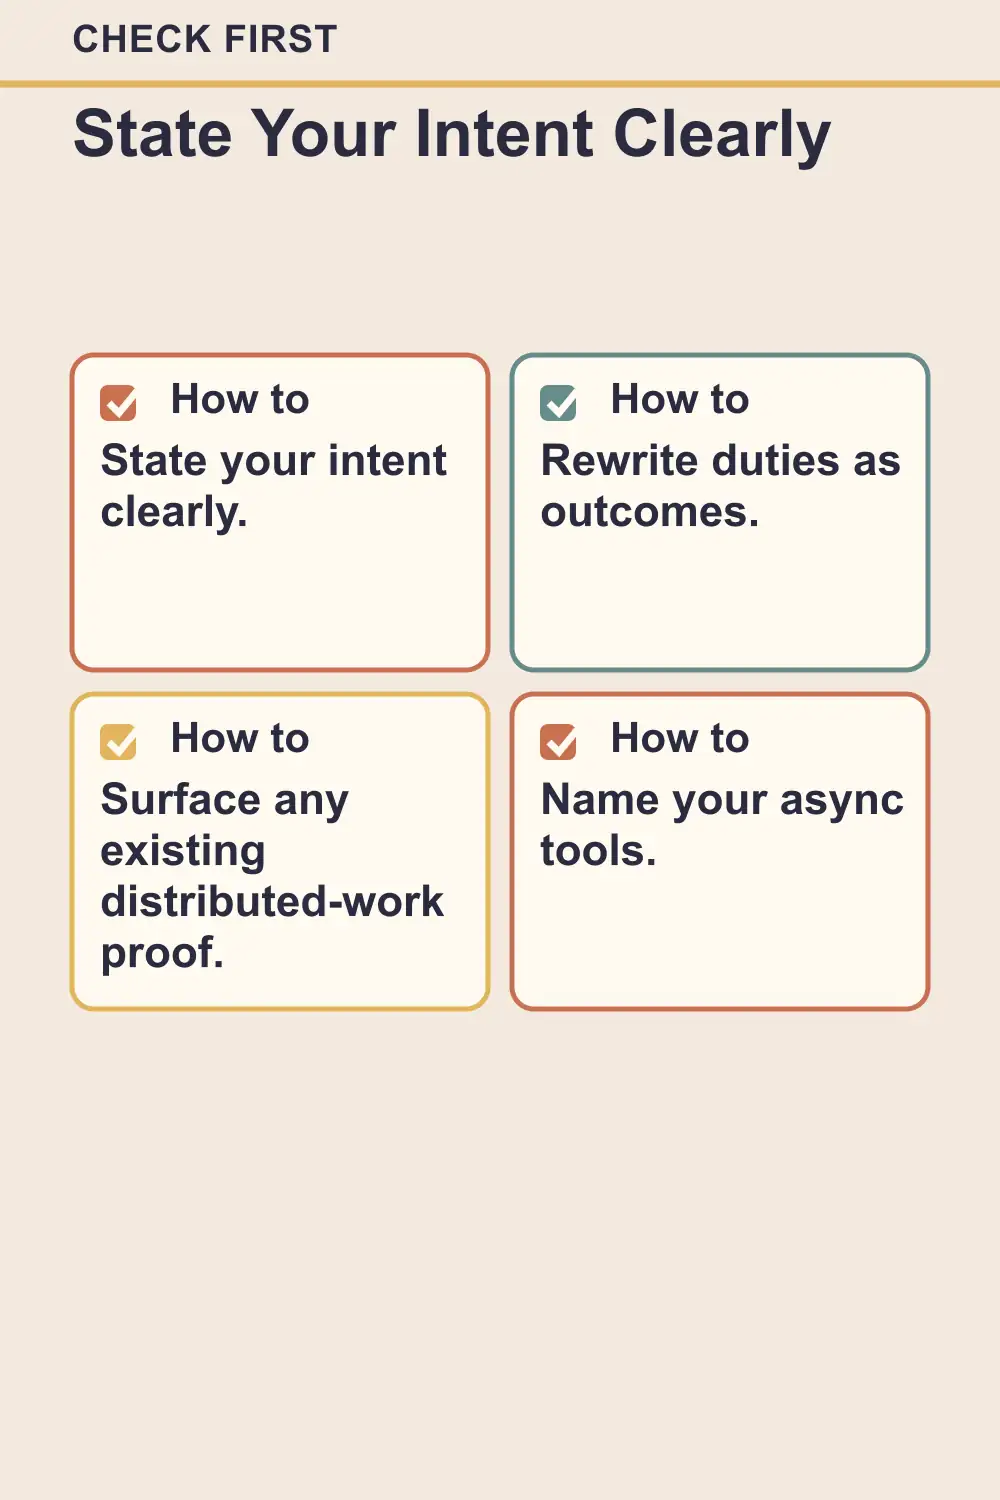 CHECK FIRST
State Your Intent Clearly
How to
State your intent
clearly.
How to
Rewrite duties as
outcomes.
How to
Surface any
existing
distributed-work
proof.
How to
Name your async
tools.